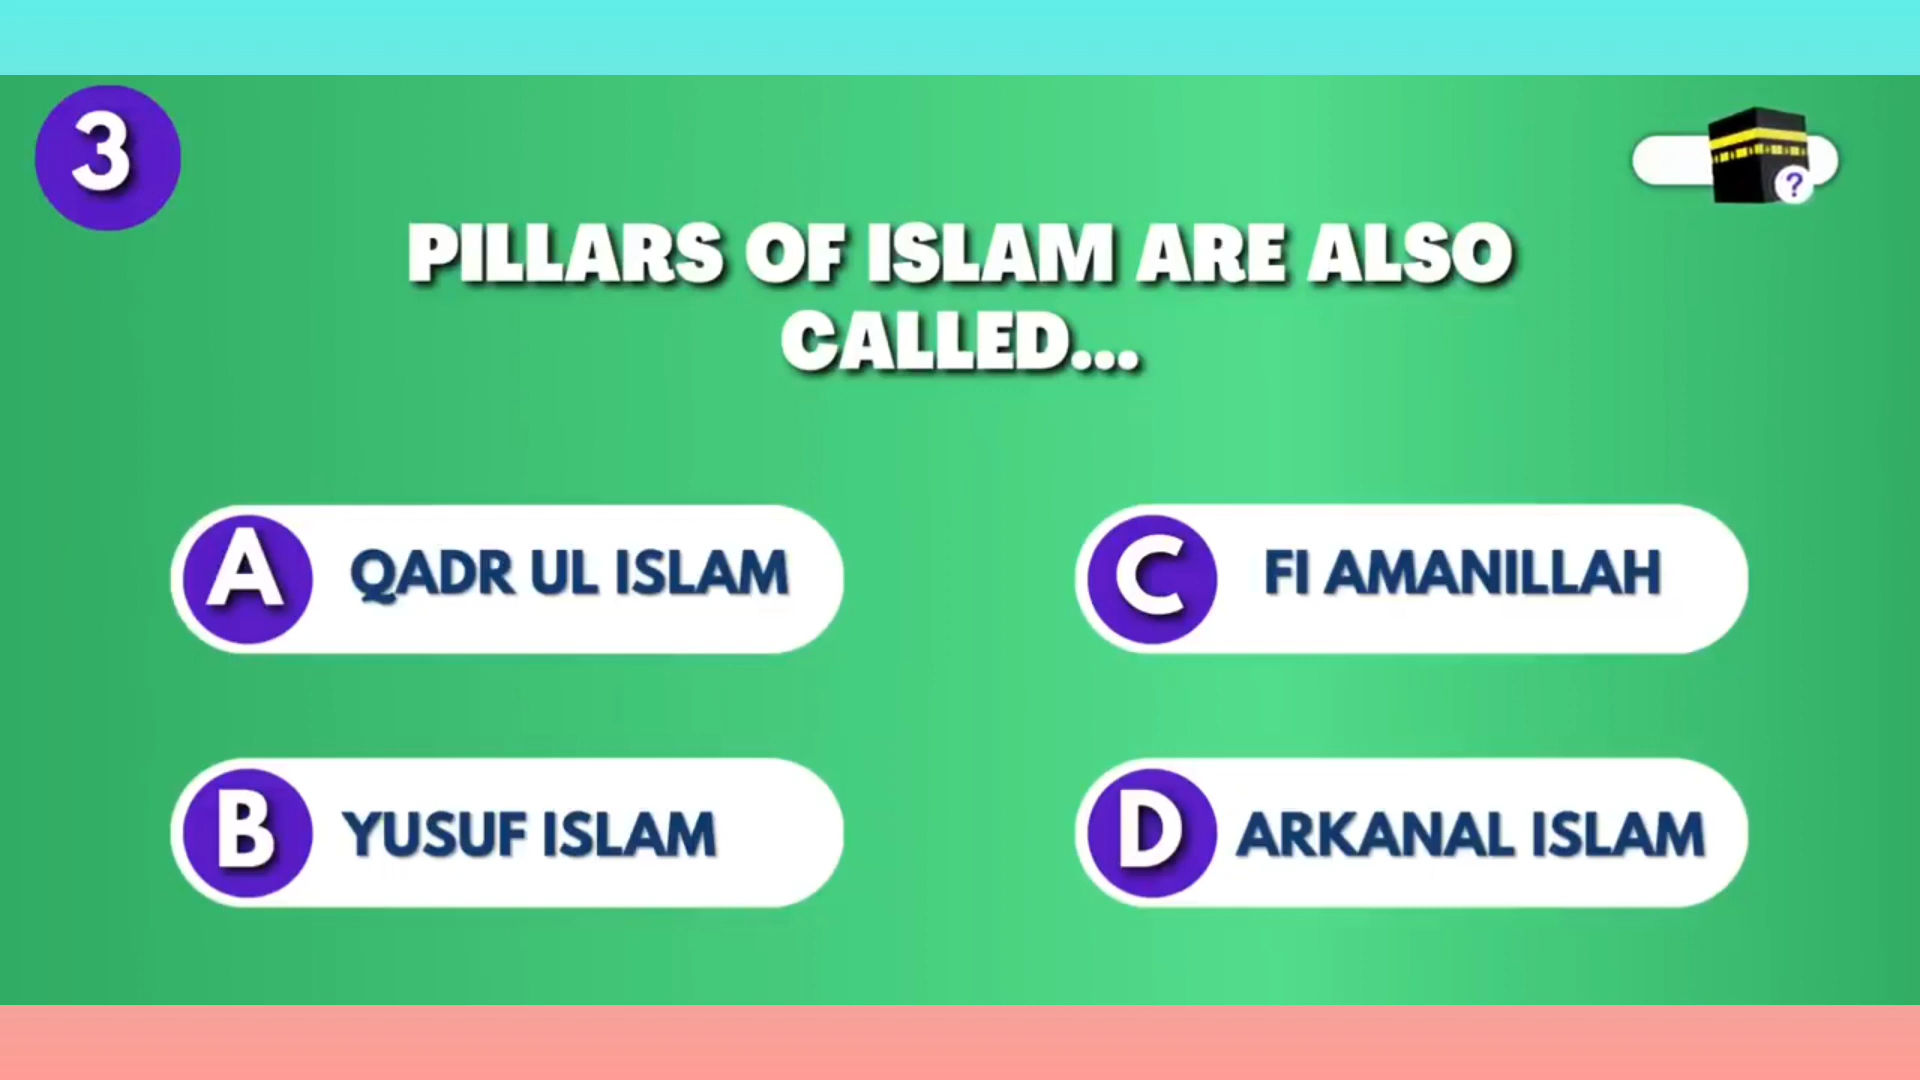 3
?
PILLARS OF ISLAM ARE ALSO
CALLED...
A QADR UL ISLAM
B YUSUF ISLAM
C FI AMANILLAH
D ARKANAL ISLAM